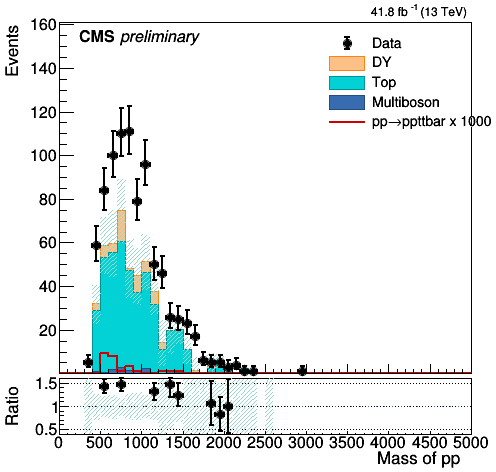 41.8 fb⁻¹ (13 TeV)
CMS preliminary
Events
160
140
120
100
80
60
40
20
Data
DY
Top
Multiboson
pp→ppttbar x 1000
Ratio
1.5
1
0.5
0 500 1000 1500 2000 2500 3000 3500 4000 4500 5000
Mass of pp